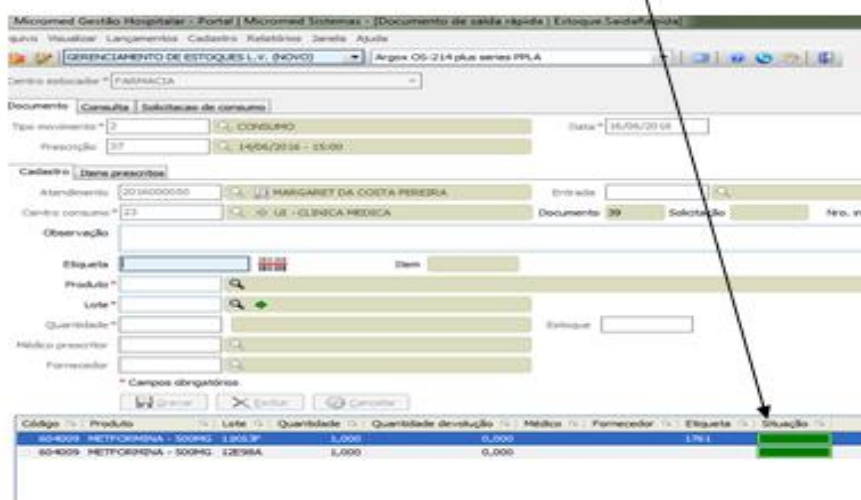 Micromed Gestão Hospitalar - Portal | Micromed Sistemas - [Documento de saída rápida | Estoque.SaidaRapida]
Visualizar Lançamentos Cadastro Relatórios Janela Ajuda
GERENCIAMENTO DE ESTOQUES L.V. (NOVO) Argox OS-214 plus series PPLA
Centro estocador * FARMACIA
Documento Consulta Solicitacao de consumo
Tipo movimento * 2 CONSUMO Data * 16/06/2016
Prescrição 37 14/06/2016 - 15:00
Cadastro Itens prescritos
Atendimento 2016000050 MARGARET DA COSTA PEREIRA Entrada
Centro consumo * 23 UI - CLINICA MEDICA Documento 39 Solicitação Nro.
Observação
Etiqueta Item
Produto *
Lote *
Quantidade * Estoque
Médico prescritor
Fornecedor
* Campos obrigatórios
Gravar Excluir Cancelar
Código Produto Lote Quantidade Quantidade devolução Médico Fornecedor Etiqueta Situação
604009 METFORMINA - 500MG 1,000 0,000 1761
604009 METFORMINA - 500MG 12E98A 1,000 0,000